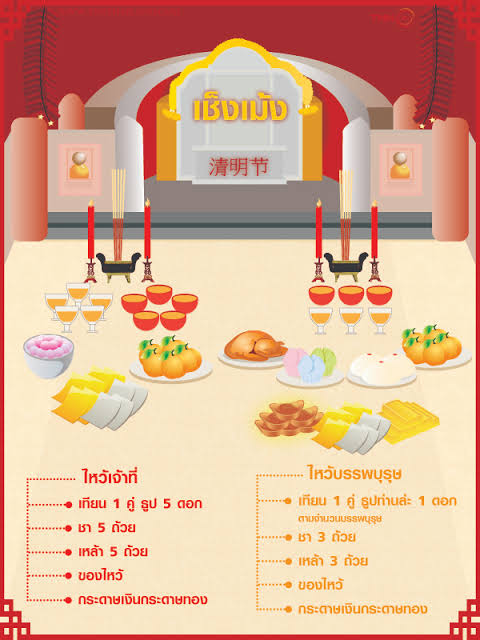 เช็งเม้ง
清明节
ไหว้เจ้าที่
เทียน 1 คู่ ธูป 5 ดอก
ชา 5 ถ้วย
เหล้า 5 ถ้วย
ของไหว้
กระดาษเงินกระดาษทอง
ไหว้บรรพบุรุษ
เทียน 1 คู่ ธูปท่านล่ะ 1 ดอก
ตามจำนวนบรรพบุรุษ
ชา 3 ถ้วย
เหล้า 3 ถ้วย
ของไหว้
กระดาษเงินกระดาษทอง